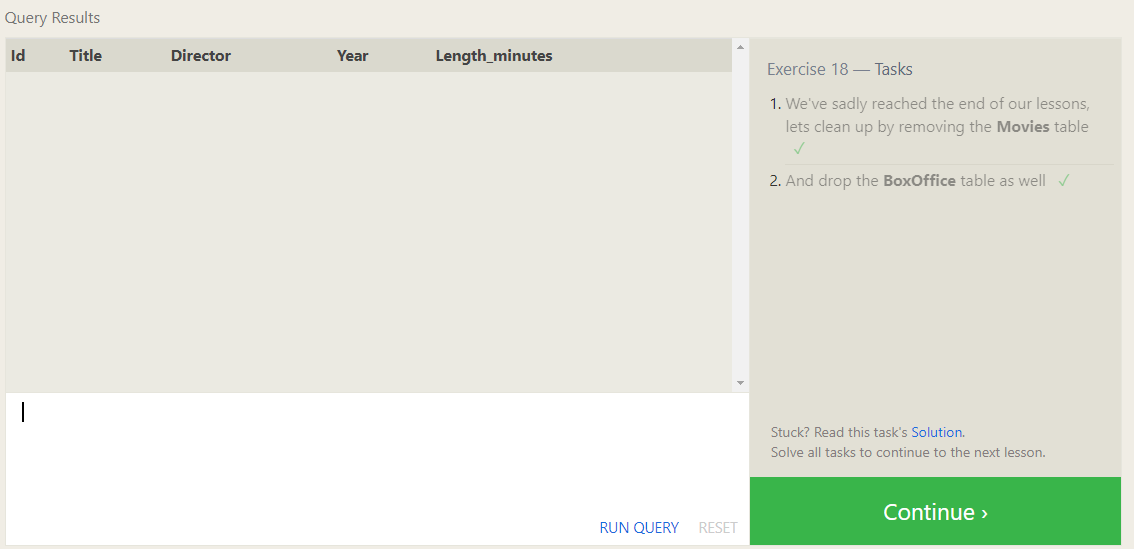 Query Results
Id Title Director Year Length_minutes
RUN QUERY RESET
Exercise 18 — Tasks
1. We've sadly reached the end of our lessons,
lets clean up by removing the Movies table
✓
2. And drop the BoxOffice table as well ✓
Stuck? Read this task's Solution.
Solve all tasks to continue to the next lesson.
Continue ›